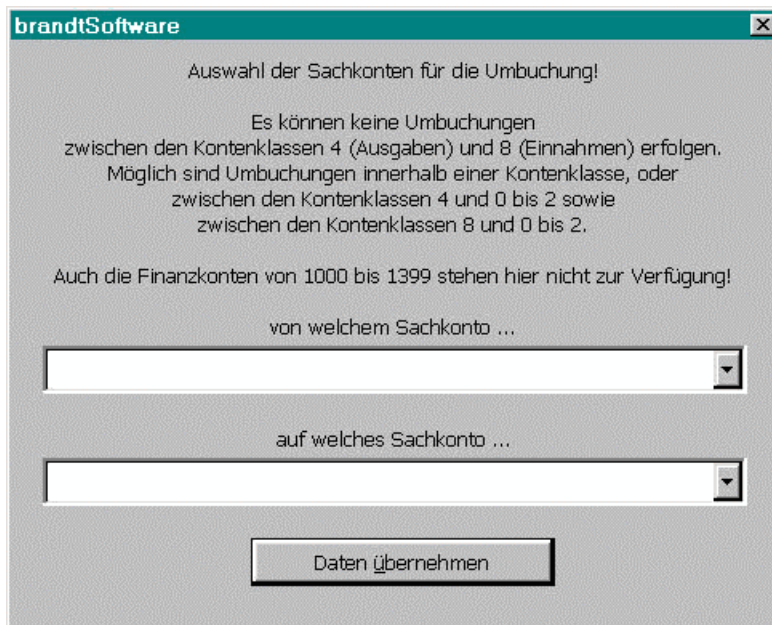 brandtSoftware
Auswahl der Sachkonten für die Umbuchung!
Es können keine Umbuchungen
zwischen den Kontenklassen 4 (Ausgaben) und 8 (Einnahmen) erfolgen.
Möglich sind Umbuchungen innerhalb einer Kontenklasse, oder
zwischen den Kontenklassen 4 und 0 bis 2 sowie
zwischen den Kontenklassen 8 und 0 bis 2.
Auch die Finanzkonten von 1000 bis 1399 stehen hier nicht zur Verfügung!
von welchem Sachkonto ...
auf welches Sachkonto ...
Daten übernehmen